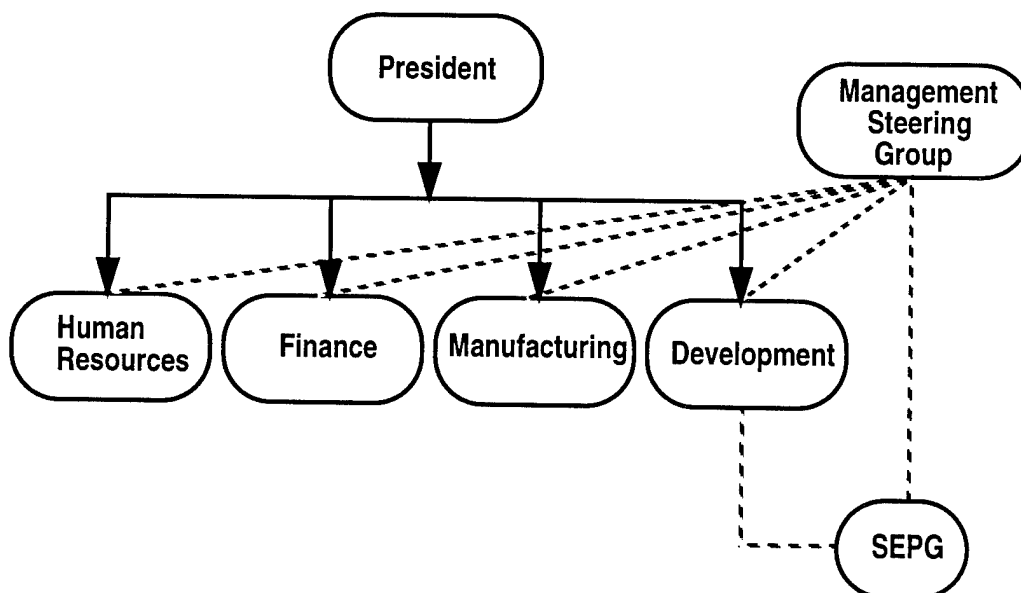 President
Management
Steering
Group
Human
Resources
Finance
Manufacturing
Development
SEPG